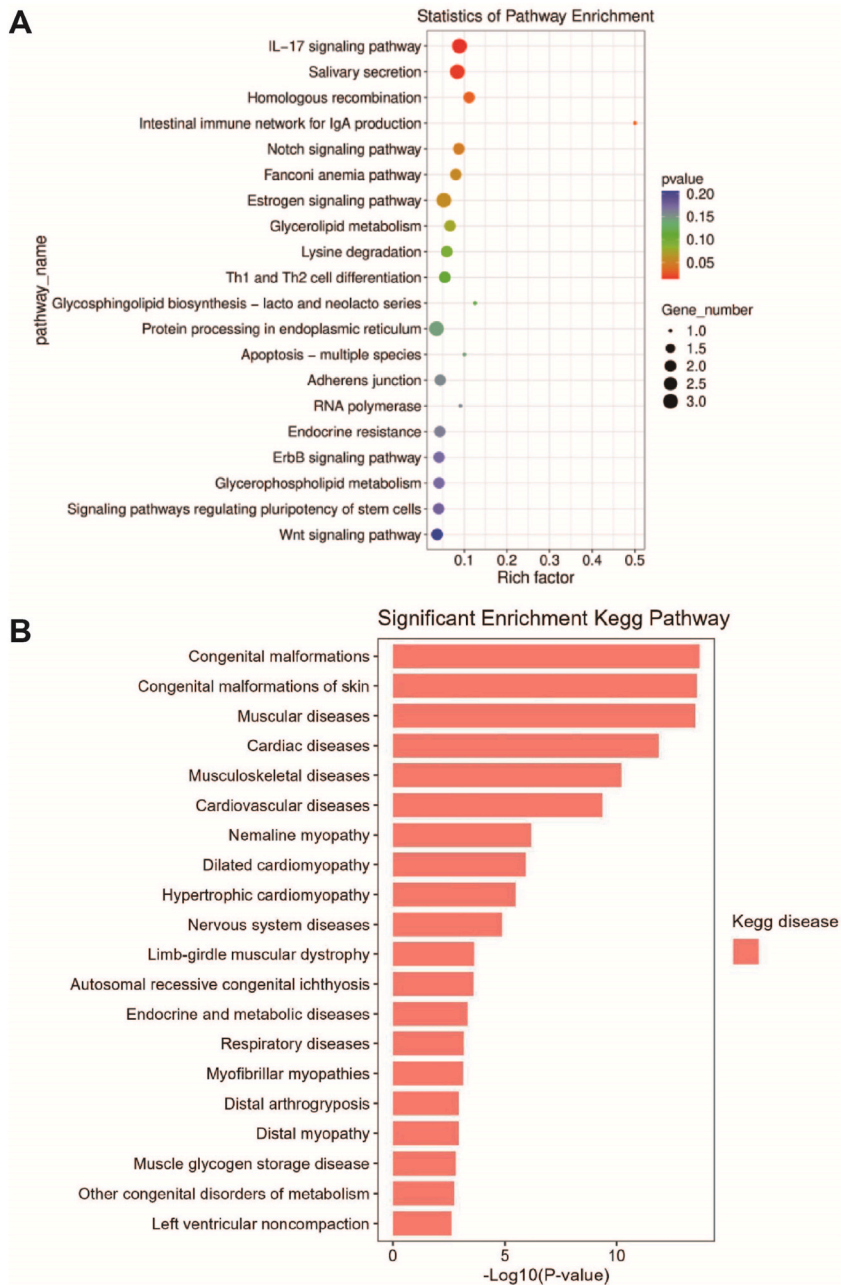 A
Statistics of Pathway Enrichment
IL-17 signaling pathway
Salivary secretion
Homologous recombination
Intestinal immune network for IgA production
Notch signaling pathway
Fanconi anemia pathway
Estrogen signaling pathway
Glycerolipid metabolism
Lysine degradation
Th1 and Th2 cell differentiation
Glycosphingolipid biosynthesis - lacto and neolacto series
Protein processing in endoplasmic reticulum
Apoptosis - multiple species
Adherens junction
RNA polymerase
Endocrine resistance
ErbB signaling pathway
Glycerophospholipid metabolism
Signaling pathways regulating pluripotency of stem cells
Wnt signaling pathway
pathway_name
0.1 0.2 0.3 0.4 0.5
Rich factor
pvalue
0.20
0.15
0.10
0.05
Gene_number
1.0
1.5
2.0
2.5
3.0
B
Significant Enrichment Kegg Pathway
Congenital malformations
Congenital malformations of skin
Muscular diseases
Cardiac diseases
Musculoskeletal diseases
Cardiovascular diseases
Nemaline myopathy
Dilated cardiomyopathy
Hypertrophic cardiomyopathy
Nervous system diseases
Limb-girdle muscular dystrophy
Autosomal recessive congenital ichthyosis
Endocrine and metabolic diseases
Respiratory diseases
Myofibrillar myopathies
Distal arthrogryposis
Distal myopathy
Muscle glycogen storage disease
Other congenital disorders of metabolism
Left ventricular noncompaction
0 5 10
-Log10(P-value)
Kegg disease